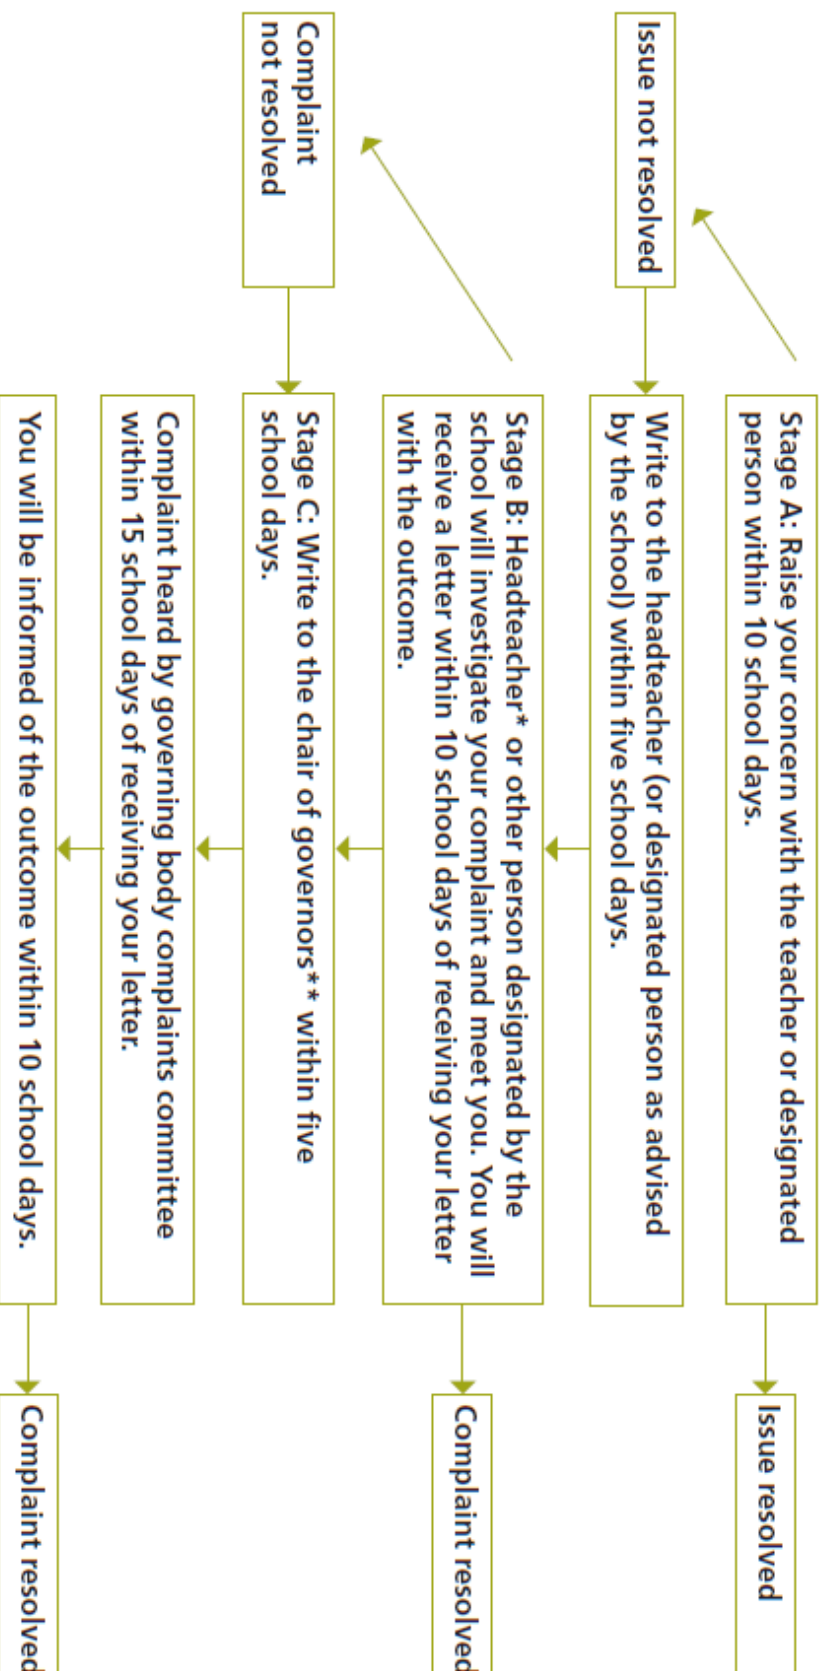 Stage A: Raise your concern with the teacher or designated
person within 10 school days.
Issue resolved
Issue not resolved
Write to the headteacher (or designated person as advised
by the school) within five school days.
Stage B: Headteacher* or other person designated by the
school will investigate your complaint and meet you. You will
receive a letter within 10 school days of receiving your letter
with the outcome.
Complaint resolved
Complaint
not resolved
Stage C: Write to the chair of governors** within five
school days.
Complaint heard by governing body complaints committee
within 15 school days of receiving your letter.
You will be informed of the outcome within 10 school days.
Complaint resolved